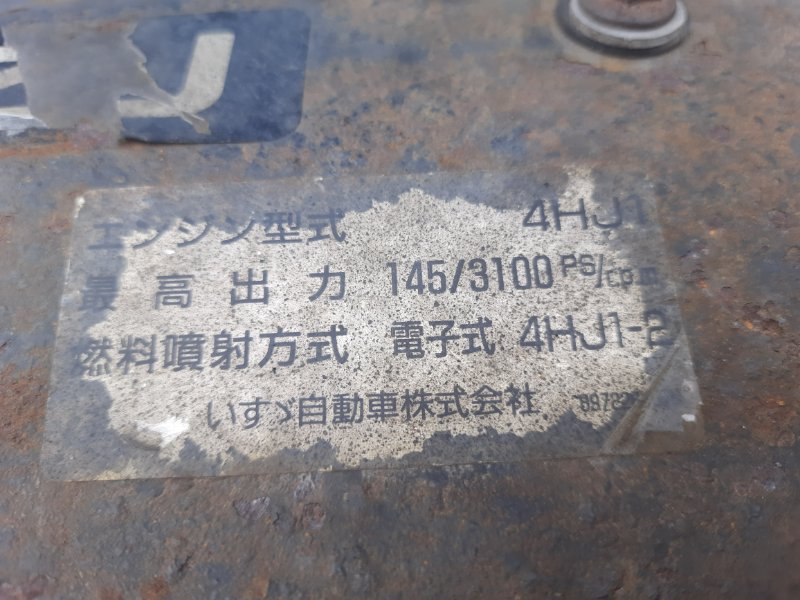 エンジン型式 4HJ1
最高出力 145/3100 PS/rpm
燃料噴射方式 電子式 4HJ1-2
いすゞ自動車株式会社